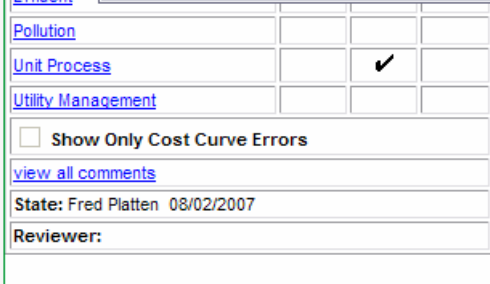 Pollution
Unit Process ✔
Utility Management
Show Only Cost Curve Errors
view all comments
State: Fred Platten 08/02/2007
Reviewer: